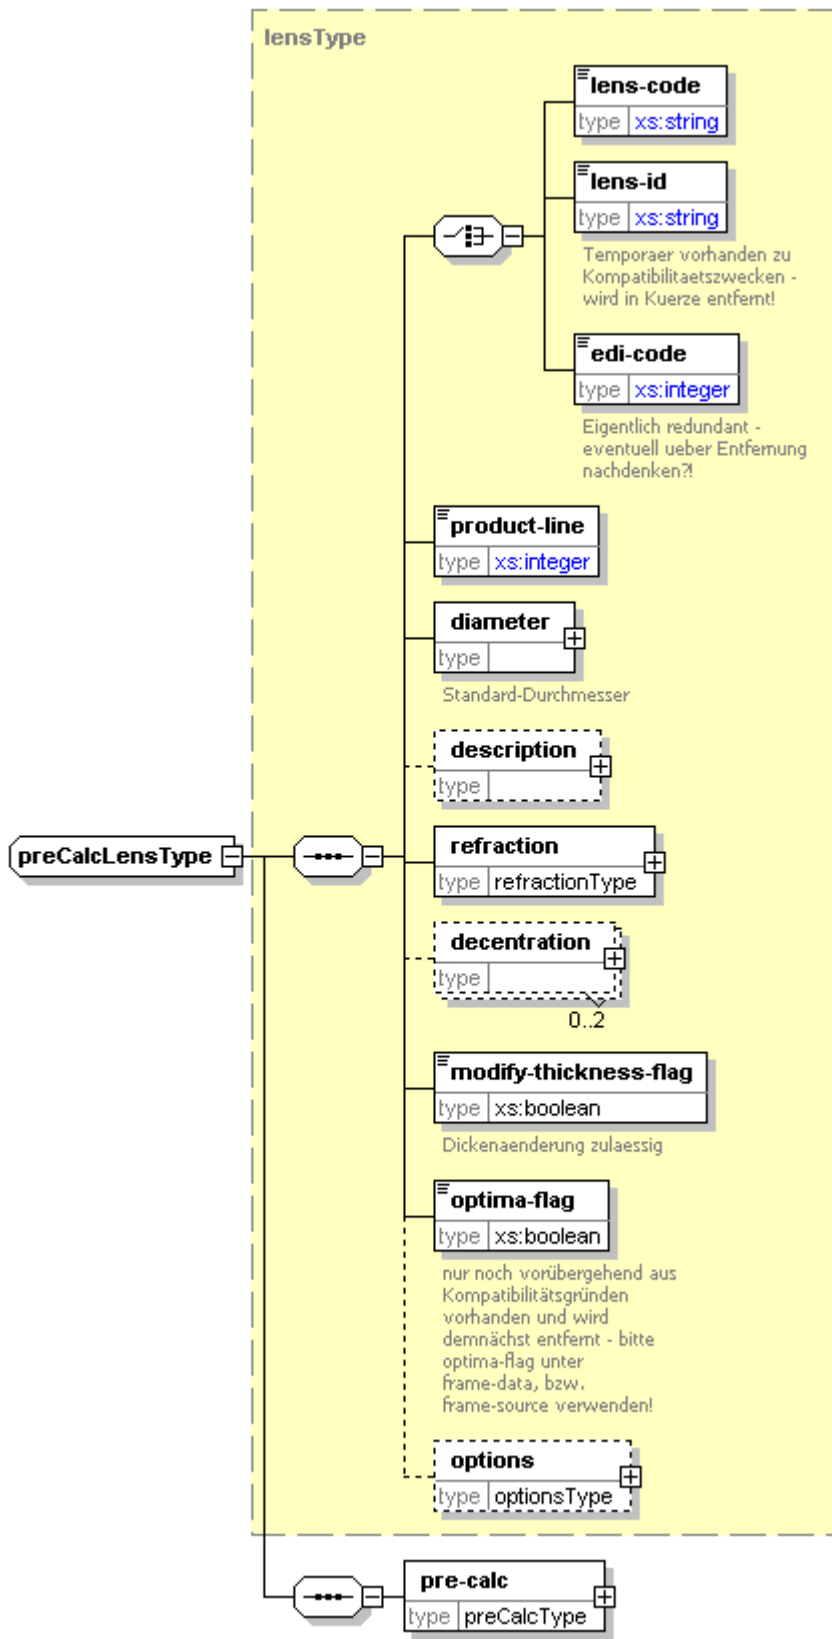 lensType
lens-code
type xs:string
lens-id
type xs:string
Temporaer vorhanden zu
Kompatibilitaetszwecken -
wird in Kuerze entfernt!
edi-code
type xs:integer
Eigentlich redundant -
eventuell ueber Entfernung
nachdenken?!
product-line
type xs:integer
diameter
type
Standard-Durchmesser
description
type
preCalcLensType
refraction
type refractionType
decentration
type
0..2
modify-thickness-flag
type xs:boolean
Dickenaenderung zulaessig
optima-flag
type xs:boolean
nur noch vorübergehend aus
Kompatibilitätsgründen
vorhanden und wird
demnächst entfernt - bitte
optima-flag unter
frame-data, bzw.
frame-source verwenden!
options
type optionsType
pre-calc
type preCalcType